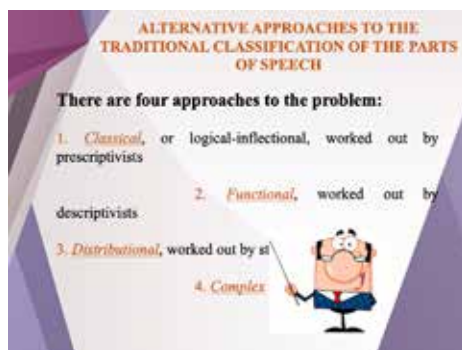 ALTERNATIVE APPROACHES TO THE
TRADITIONAL CLASSIFICATION OF THE PARTS
OF SPEECH
There are four approaches to the problem:
1. Classical, or logical-inflectional, worked out by
prescriptivists
2. Functional, worked out by
descriptivists
3. Distributional, worked out by
4. Complex